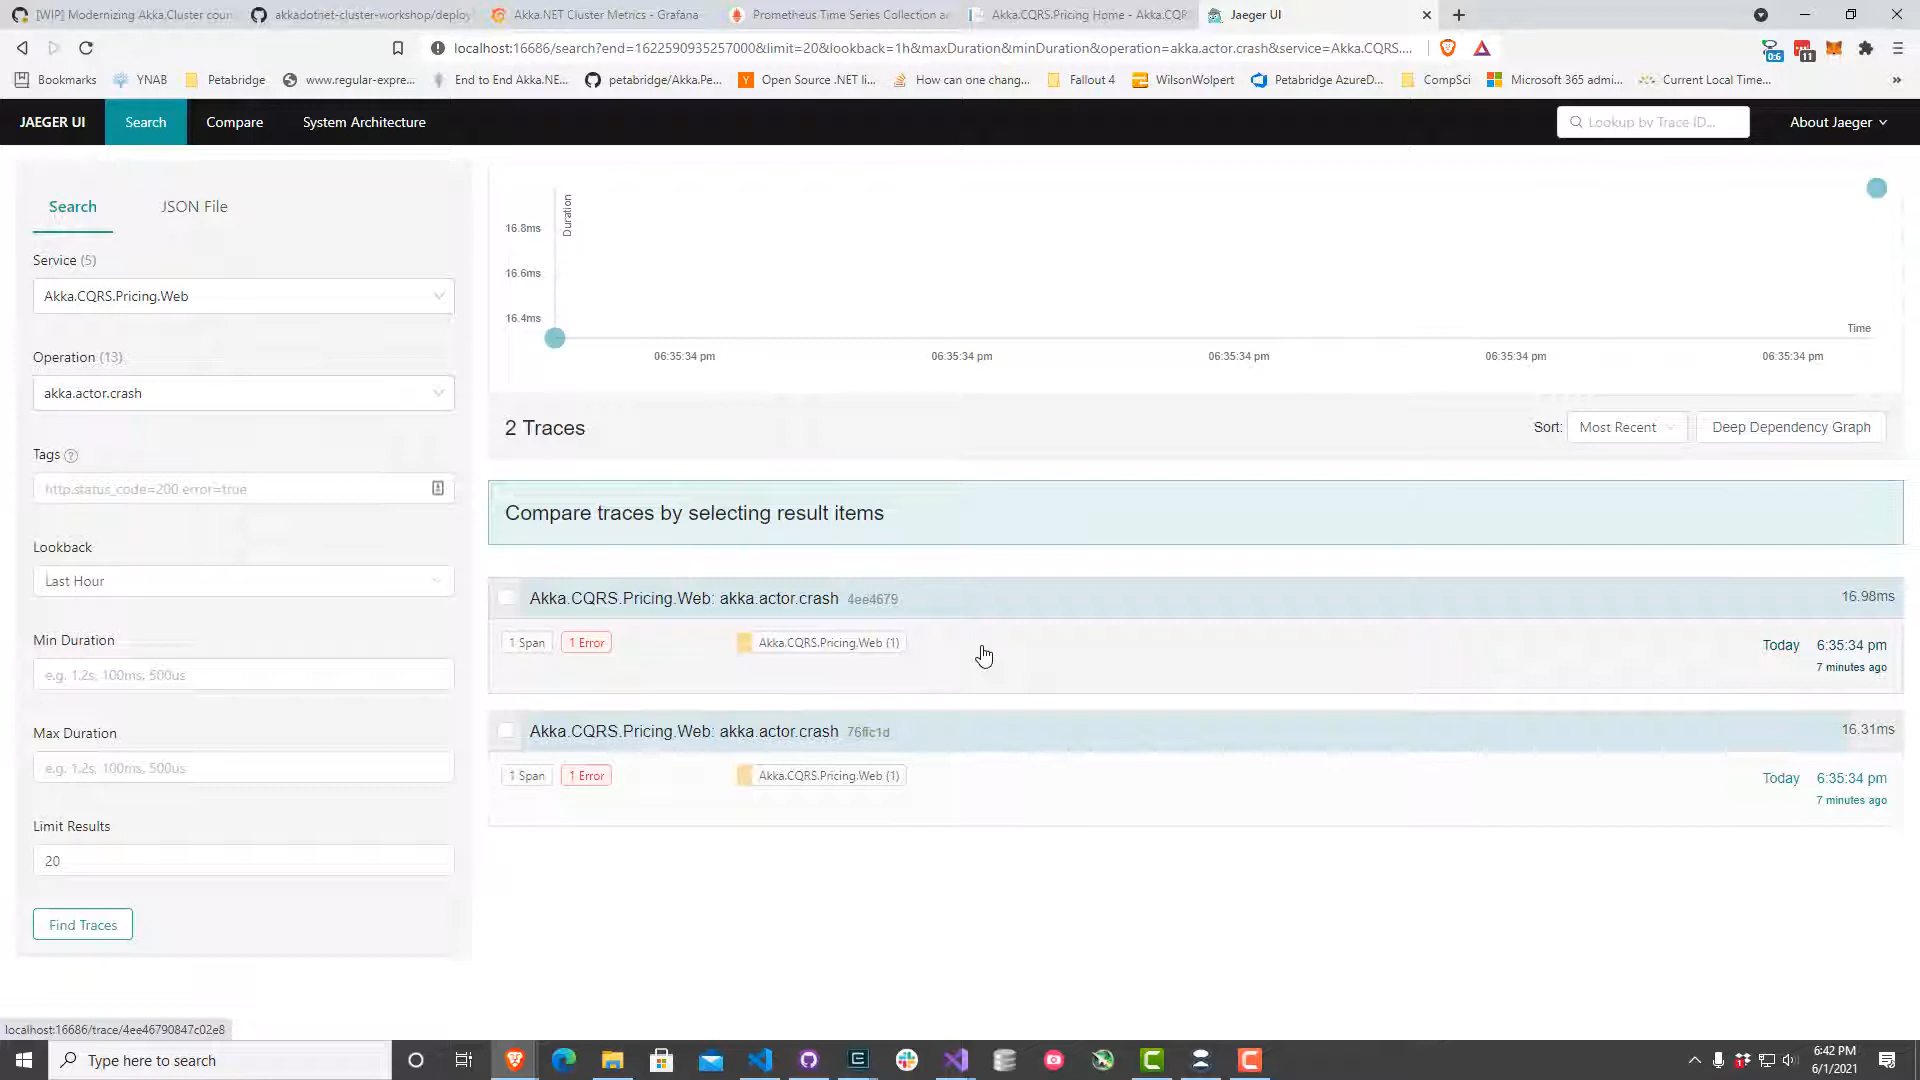 [WIP] Modernizing Akka.Cluster coun
akkadotnet-cluster-workshop/deploy
Akka.NET Cluster Metrics - Grafana
Prometheus Time Series Collection a
Akka.CQRS.Pricing Home - Akka.CQR
Jaeger UI
localhost:16686/search?end=1622590935257000&limit=20&lookback=1h&maxDuration&minDuration&operation=akka.actor.crash&service=Akka.CQRS....
0:6
11
Bookmarks
YNAB
Petabridge
www.regular-expre...
End to End Akka.NE...
petabridge/Akka.Pe...
Open Source .NET li...
How can one chang...
Fallout 4
WilsonWolpert
Petabridge AzureD...
CompSci
Microsoft 365 admi...
Current Local Time...
»
JAEGER UI
Search
Compare
System Architecture
Lookup by Trace ID...
About Jaeger
Search
JSON File
Service (5)
Akka.CQRS.Pricing.Web
Operation (13)
akka.actor.crash
Tags ?
http.status_code=200 error=true
Lookback
Last Hour
Min Duration
e.g. 1.2s, 100ms, 500us
Max Duration
e.g. 1.2s, 100ms, 500us
Limit Results
20
Find Traces
Duration
16.8ms
16.6ms
16.4ms
Time
06:35:34 pm
06:35:34 pm
06:35:34 pm
06:35:34 pm
06:35:34 pm
2 Traces
Sort:
Most Recent
Deep Dependency Graph
Compare traces by selecting result items
Akka.CQRS.Pricing.Web: akka.actor.crash 4ee4679
16.98ms
1 Span
1 Error
Akka.CQRS.Pricing.Web (1)
Today
6:35:34 pm
7 minutes ago
Akka.CQRS.Pricing.Web: akka.actor.crash 76ffc1d
16.31ms
1 Span
1 Error
Akka.CQRS.Pricing.Web (1)
Today
6:35:34 pm
7 minutes ago
localhost:16686/trace/4ee46790847c02e8
Type here to search
6:42 PM
6/1/2021